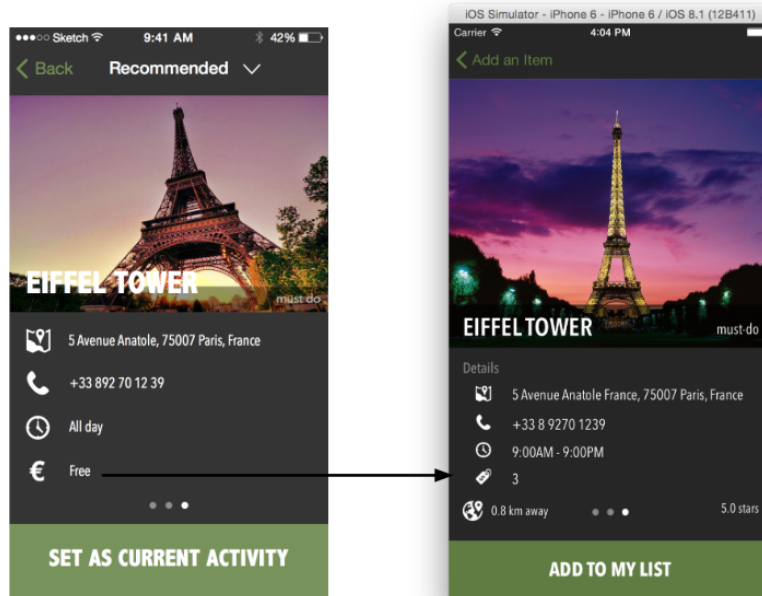 iOS Simulator - iPhone 6 - iPhone 6 / iOS 8.1 (12B411)
Sketch 9:41 AM 42%
Back Recommended
EIFFEL TOWER
must do
5 Avenue Anatole, 75007 Paris, France
+33 892 70 12 39
All day
€ Free
SET AS CURRENT ACTIVITY
Carrier 4:04 PM
Add an Item
EIFFEL TOWER must-do
Details
5 Avenue Anatole France, 75007 Paris, France
+33 8 9270 1239
9:00AM - 9:00PM
3
0.8 km away 5.0 stars
ADD TO MY LIST